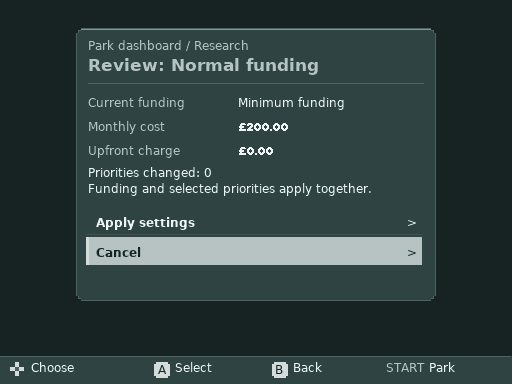 Park dashboard / Research
Review: Normal funding
Current funding Minimum funding
Monthly cost £200.00
Upfront charge £0.00
Priorities changed: 0
Funding and selected priorities apply together.
Apply settings >
Cancel >
Choose A Select B Back START Park